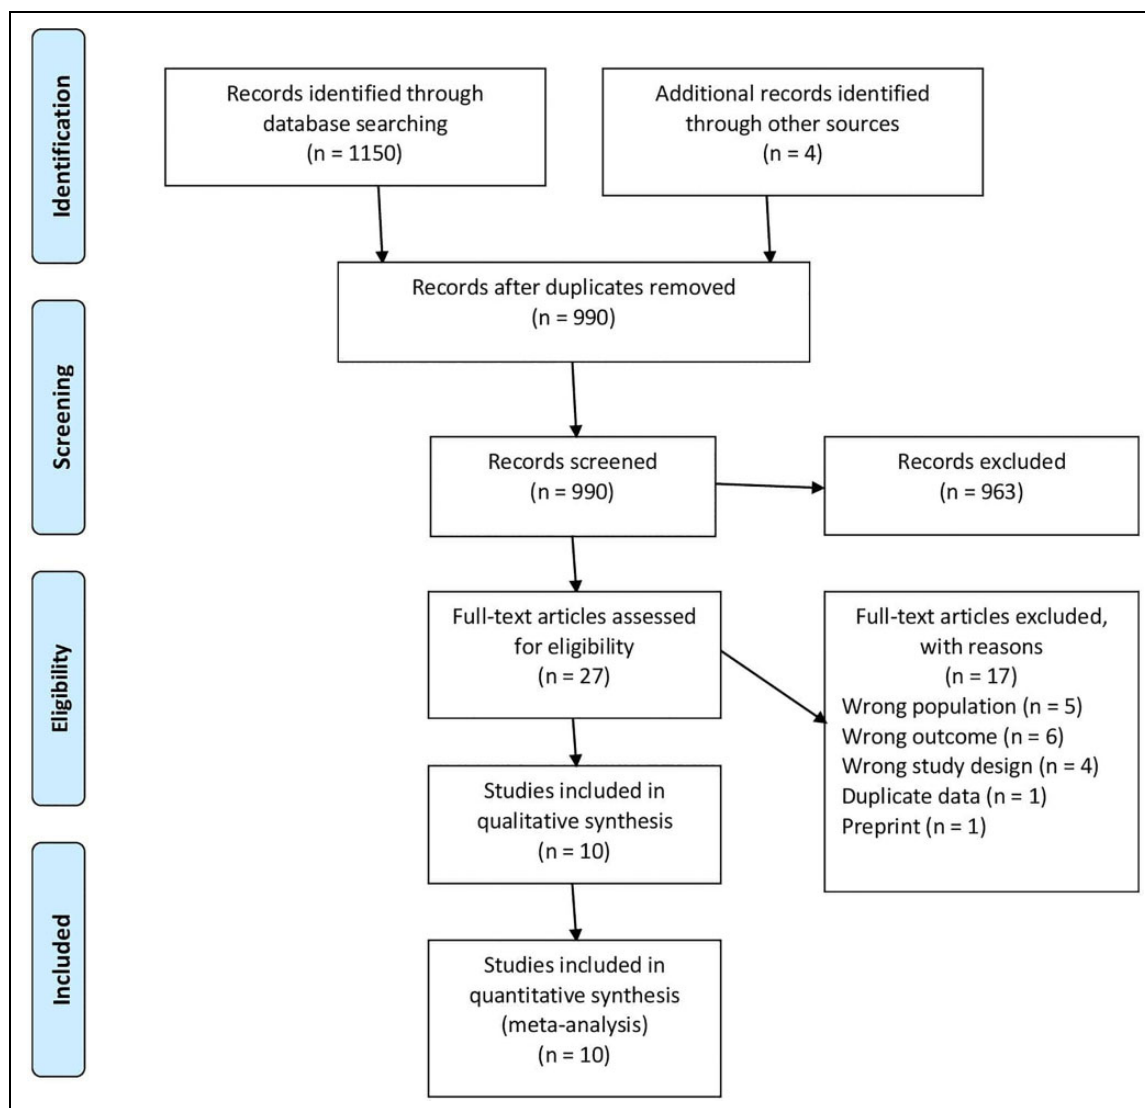 Identification
Records identified through
database searching
(n = 1150)
Additional records identified
through other sources
(n = 4)
Records after duplicates removed
(n = 990)
Screening
Records screened
(n = 990)
Records excluded
(n = 963)
Eligibility
Full-text articles assessed
for eligibility
(n = 27)
Full-text articles excluded,
with reasons
(n = 17)
Wrong population (n = 5)
Wrong outcome (n = 6)
Wrong study design (n = 4)
Duplicate data (n = 1)
Preprint (n = 1)
Studies included in
qualitative synthesis
(n = 10)
Included
Studies included in
quantitative synthesis
(meta-analysis)
(n = 10)